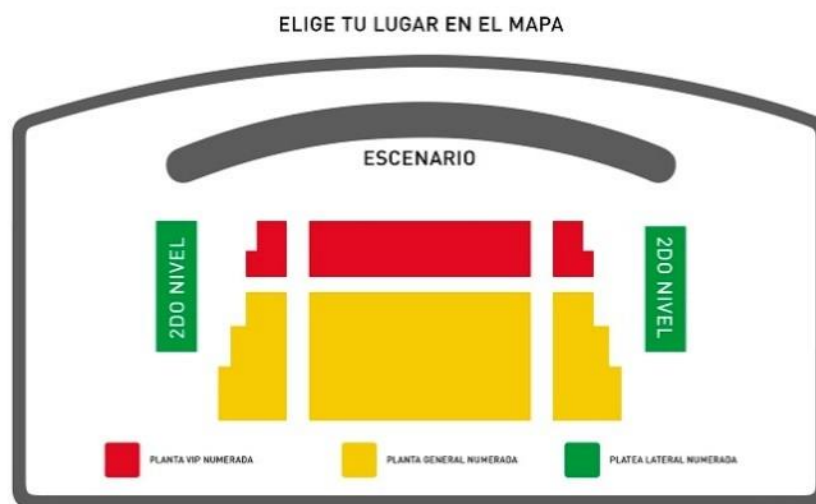 ELIGE TU LUGAR EN EL MAPA
ESCENARIO
2DO NIVEL
2DO NIVEL
PLANTA VIP NUMERADA
PLANTA GENERAL NUMERADA
PLATEA LATERAL NUMERADA